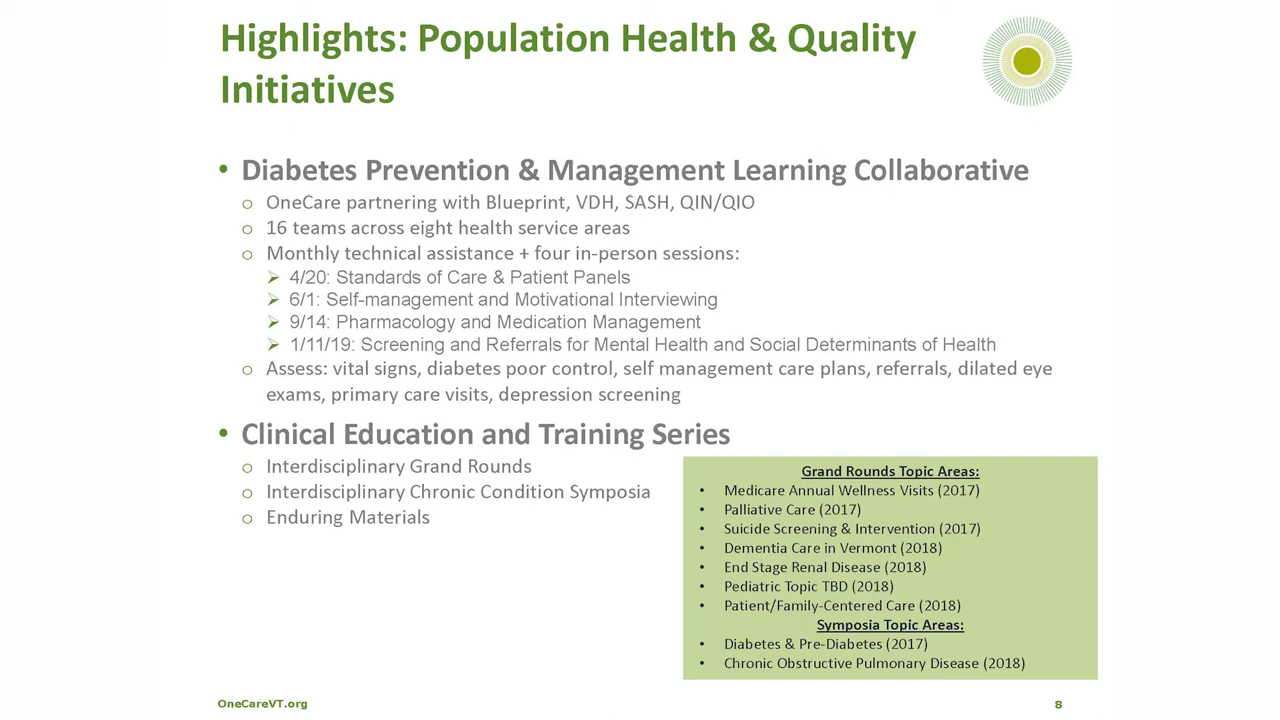 Highlights: Population Health & Quality
Initiatives
• Diabetes Prevention & Management Learning Collaborative
o OneCare partnering with Blueprint, VDH, SASH, QIN/QIO
o 16 teams across eight health service areas
o Monthly technical assistance + four in-person sessions:
➢ 4/20: Standards of Care & Patient Panels
➢ 6/1: Self-management and Motivational Interviewing
➢ 9/14: Pharmacology and Medication Management
➢ 1/11/19: Screening and Referrals for Mental Health and Social Determinants of Health
o Assess: vital signs, diabetes poor control, self management care plans, referrals, dilated eye
exams, primary care visits, depression screening
• Clinical Education and Training Series
o Interdisciplinary Grand Rounds
o Interdisciplinary Chronic Condition Symposia
o Enduring Materials
Grand Rounds Topic Areas:
• Medicare Annual Wellness Visits (2017)
• Palliative Care (2017)
• Suicide Screening & Intervention (2017)
• Dementia Care in Vermont (2018)
• End Stage Renal Disease (2018)
• Pediatric Topic TBD (2018)
• Patient/Family-Centered Care (2018)
Symposia Topic Areas:
• Diabetes & Pre-Diabetes (2017)
• Chronic Obstructive Pulmonary Disease (2018)
OneCareVT.org
8